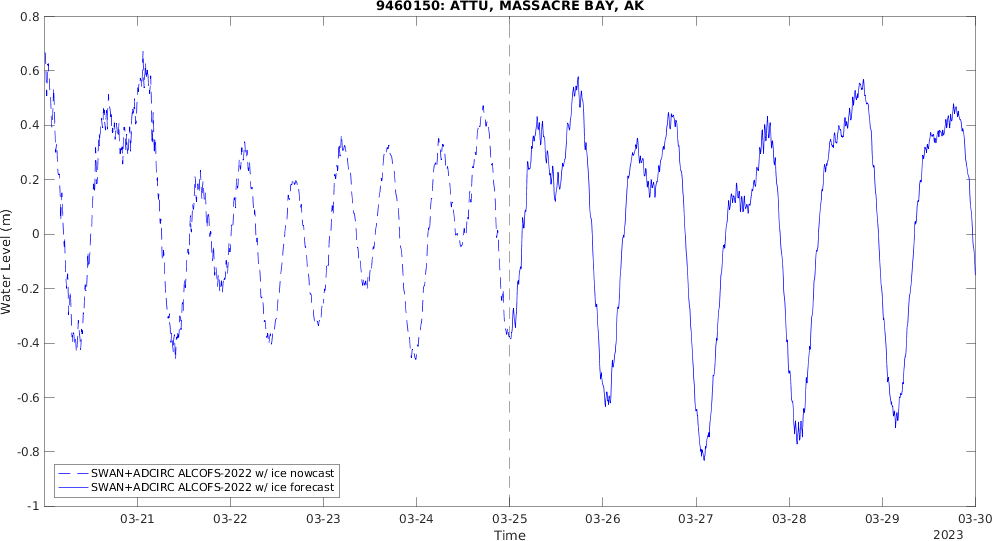 9460150: ATTU, MASSACRE BAY, AK
0.8
0.6
0.4
0.2
0
-0.2
-0.4
-0.6
-0.8
-1
Water Level (m)
SWAN+ADCIRC ALCOFS-2022 w/ ice nowcast
SWAN+ADCIRC ALCOFS-2022 w/ ice forecast
03-21 03-22 03-23 03-24 03-25 03-26 03-27 03-28 03-29 03-30
Time
2023